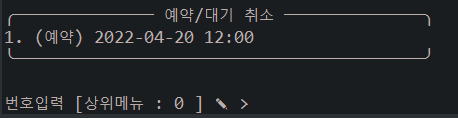 예약/대기 취소
1. (예약) 2022-04-20 12:00
번호입력 [상위메뉴 : 0 ] ✎ >